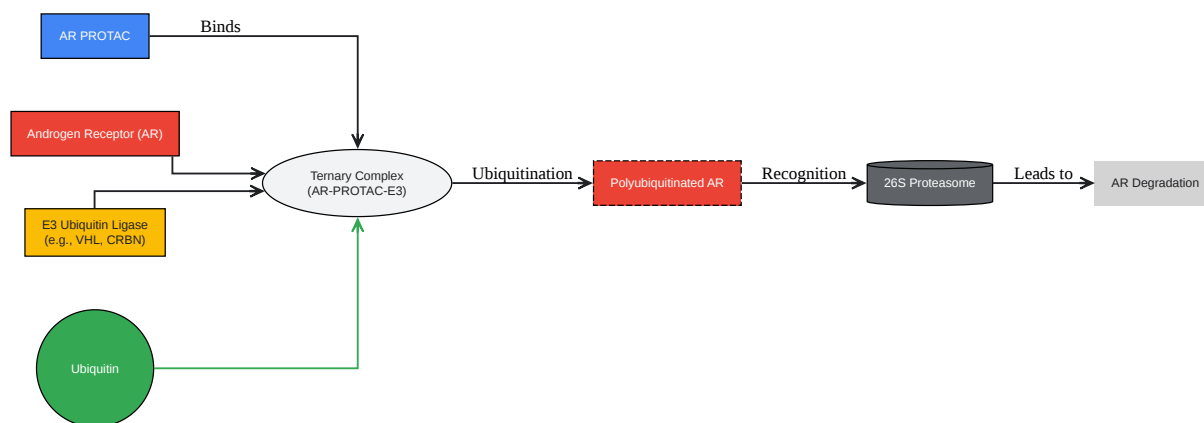 AR PROTAC
Binds
Androgen Receptor (AR)
Ternary Complex
(AR-PROTAC-E3)
Ubiquitination
Polyubiquitinated AR
Recognition
26S Proteasome
Leads to
AR Degradation
E3 Ubiquitin Ligase
(e.g., VHL, CRBN)
Ubiquitin